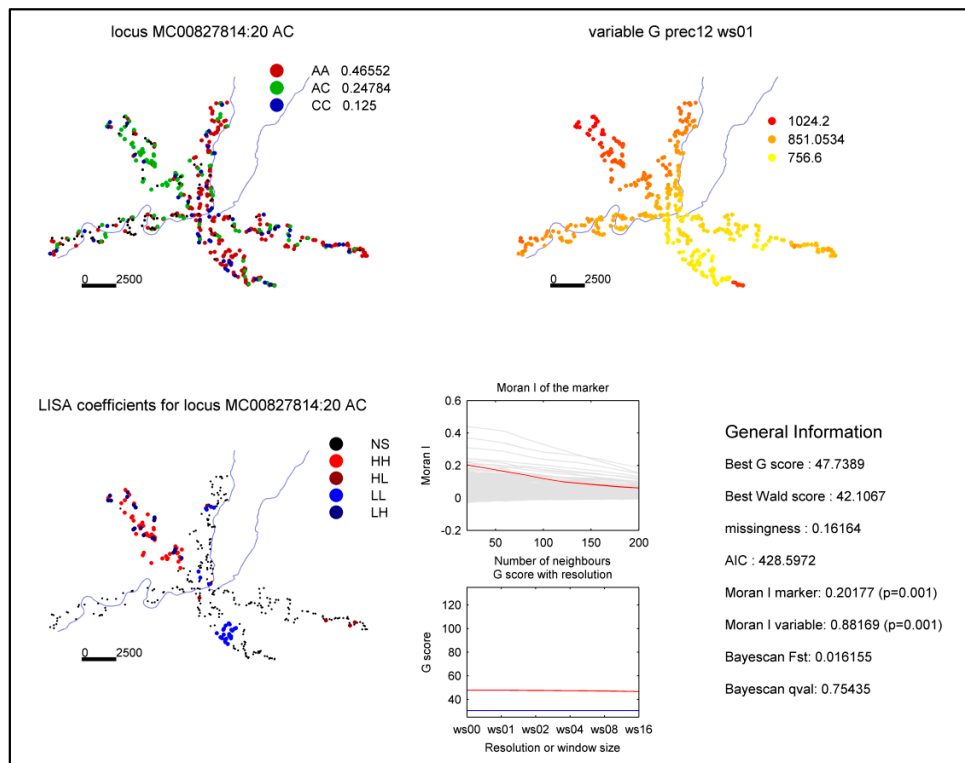 locus MC00827814:20 AC
AA 0.46552
AC 0.24784
CC 0.125
0 2500
variable G prec12 ws01
1024.2
851.0534
756.6
0 2500
LISA coefficients for locus MC00827814:20 AC
NS
HH
HL
LL
LH
0 2500
Moran I of the marker
Moran I
0.6
0.4
0.2
0
-0.2
50 100 150 200
Number of neighbours
G score with resolution
G score
120
100
80
60
40
ws00 ws01 ws02 ws04 ws08 ws16
Resolution or window size
General Information
Best G score : 47.7389
Best Wald score : 42.1067
missingness : 0.16164
AIC : 428.5972
Moran I marker: 0.20177 (p=0.001)
Moran I variable: 0.88169 (p=0.001)
Bayescan Fst: 0.016155
Bayescan qval: 0.75435